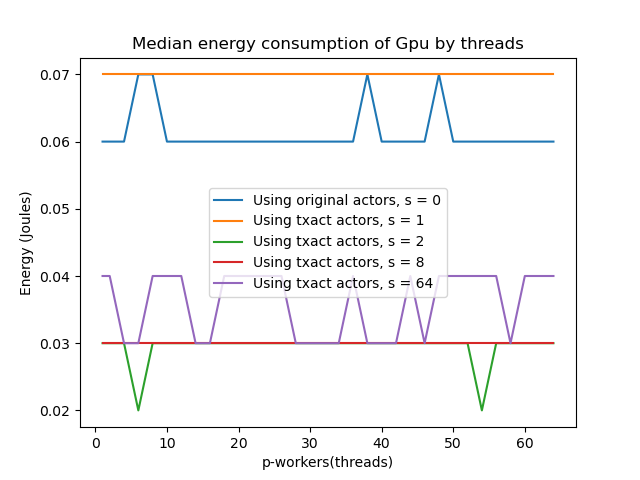 Median energy consumption of Gpu by threads
0.07
0.06
0.05
0.04
0.03
0.02
Energy (Joules)
Using original actors, s = 0
Using txact actors, s = 1
Using txact actors, s = 2
Using txact actors, s = 8
Using txact actors, s = 64
0 10 20 30 40 50 60
p-workers(threads)